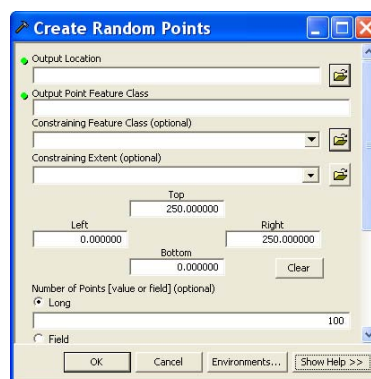 Create Random Points
Output Location
Output Point Feature Class
Constraining Feature Class (optional)
Constraining Extent (optional)
Top
250.000000
Left Right
0.000000 250.000000
Bottom
0.000000 Clear
Number of Points [value or field] (optional)
Long
100
Field
OK Cancel Environments... Show Help >>